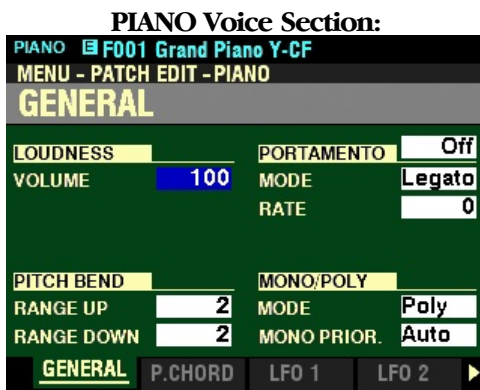 PIANO Voice Section:
PIANO E F001 Grand Piano Y-CF
MENU - PATCH EDIT - PIANO
GENERAL
LOUDNESS
VOLUME 100
PORTAMENTO Off
MODE Legato
RATE 0
PITCH BEND
RANGE UP 2
RANGE DOWN 2
MONO/POLY
MODE Poly
MONO PRIOR. Auto
GENERAL P.CHORD LFO 1 LFO 2